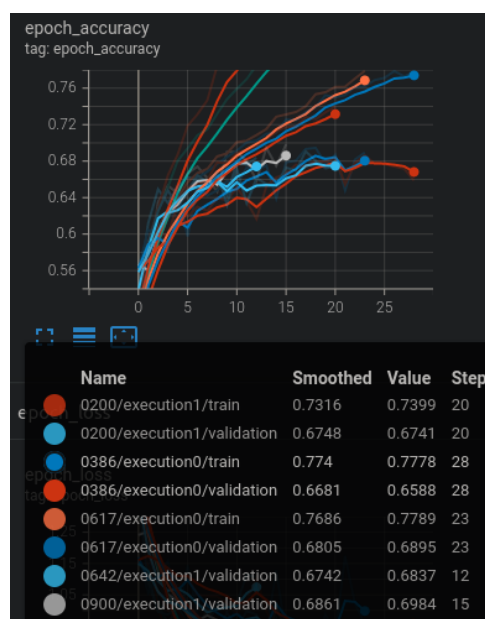 epoch_accuracy
tag: epoch_accuracy
0.76
0.72
0.68
0.64
0.6
0.56
0 5 10 15 20 25
Name Smoothed Value Step
0200/execution1/train 0.7316 0.7399 20
epoch_loss
0200/execution1/validation 0.6748 0.6741 20
0386/execution0/train 0.774 0.7778 28
epoch_loss
0386/execution0/validation 0.6681 0.6588 28
tag: epoch_loss
0617/execution0/train 0.7686 0.7789 23
0617/execution0/validation 0.6805 0.6895 23
0642/execution1/validation 0.6742 0.6837 12
0900/execution1/validation 0.6861 0.6984 15